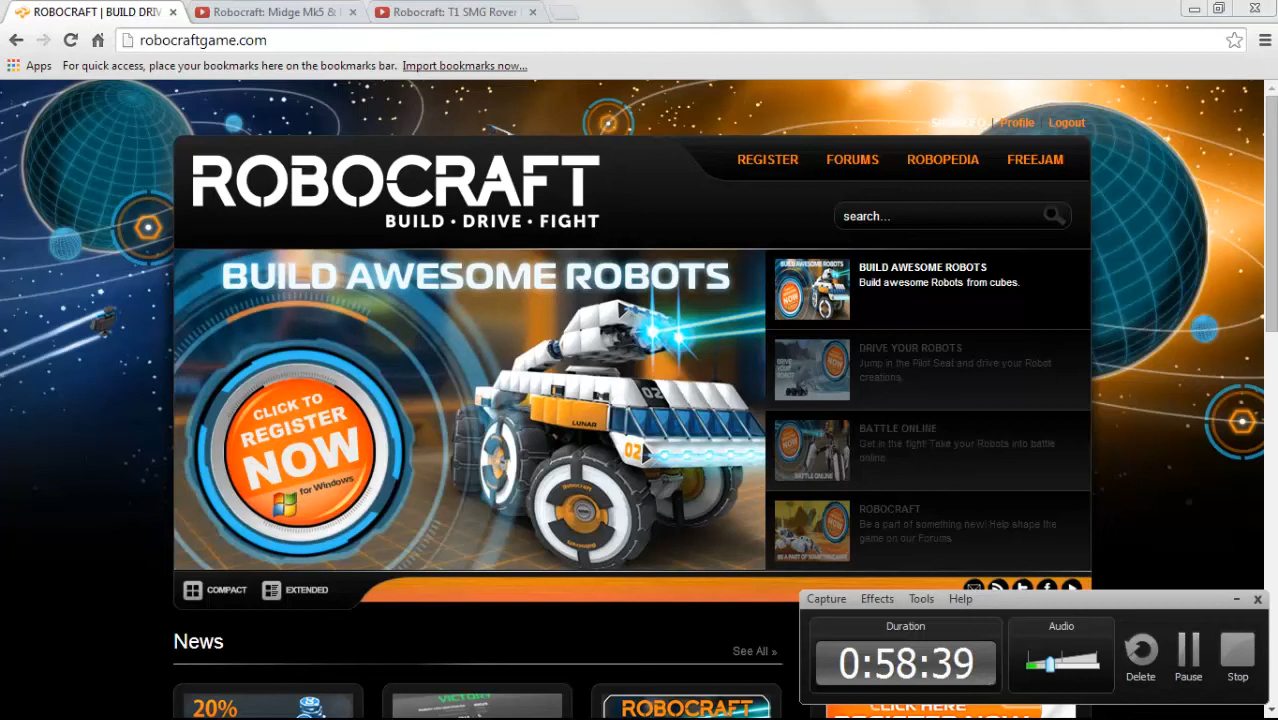 ROBOCRAFT | BUILD DRIV
Robocraft: Midge Mk5 &
Robocraft: T1 SMG Rover
robocraftgame.com
Apps
For quick access, place your bookmarks here on the bookmarks bar. Import bookmarks now...
| Profile Logout
ROBOCRAFT
BUILD · DRIVE · FIGHT
REGISTER FORUMS ROBOPEDIA FREEJAM
search...
BUILD AWESOME ROBOTS
CLICK TO
REGISTER
NOW
for Windows
LUNAR
02
02
BUILD AWESOME ROBOTS
Build awesome Robots from cubes.
DRIVE YOUR ROBOTS
Jump in the Pilot Seat and drive your Robot
creations.
BATTLE ONLINE
Get in the fight! Take your Robots into battle
online.
ROBOCRAFT
Be a part of something new! Help shape the
game on our Forums.
COMPACT EXTENDED
News
See All »
20%
VICTORY
ROBOCRAFT
CLICK HERE
REGISTER NOW
Capture Effects Tools Help
Duration
0:58:39
Audio
Delete Pause Stop